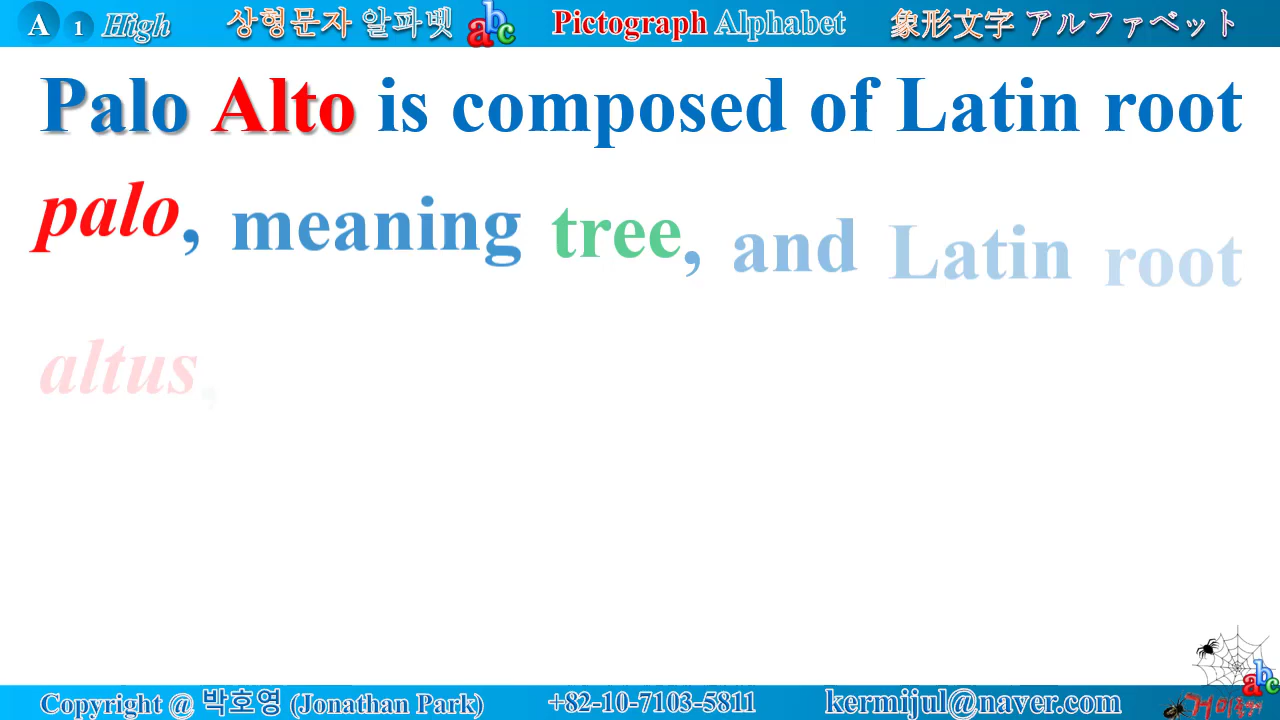 A 1 High 상형문자 알파벳 abc Pictograph Alphabet 象形文字 アルファベット
Palo Alto is composed of Latin root
palo, meaning tree, and Latin root
altus,
abc
Copyright @ 박호영 (Jonathan Park) +82-10-7103-5811 kermijul@naver.com